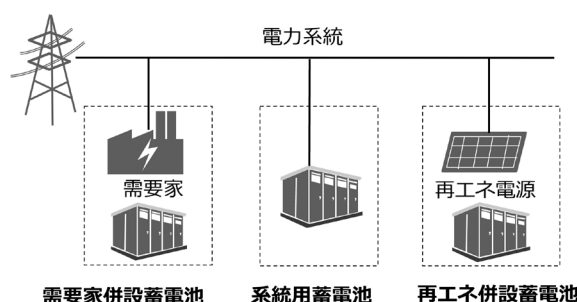 電力系統
需要家
再エネ電源
需要家併設蓄電池
系統用蓄電池
再エネ併設蓄電池